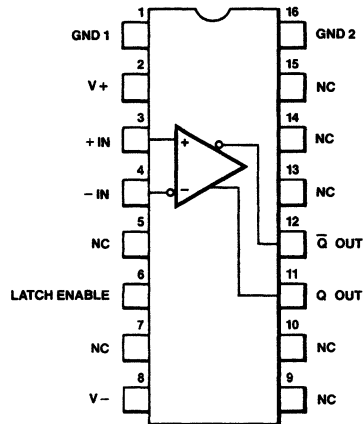 1 16
GND 1 GND 2
2 15
V+ NC
3 14
+ IN + NC
4 13
− IN − NC
5 12
NC Q̅ OUT
6 11
LATCH ENABLE Q OUT
7 10
NC NC
8 9
V− NC